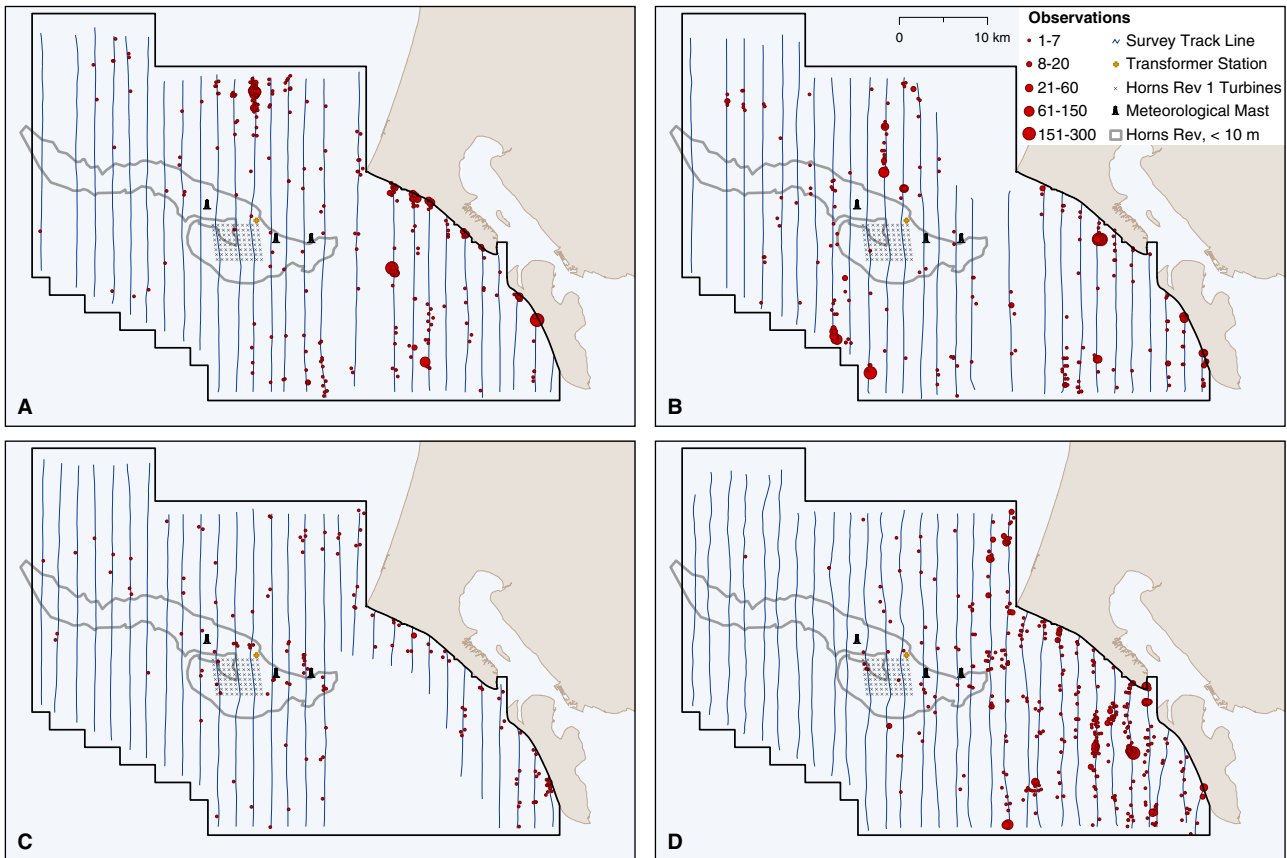 A
B
0
10 km
Observations
1-7
8-20
21-60
61-150
151-300
Survey Track Line
Transformer Station
Horns Rev 1 Turbines
Meteorological Mast
Horns Rev, < 10 m
C
D